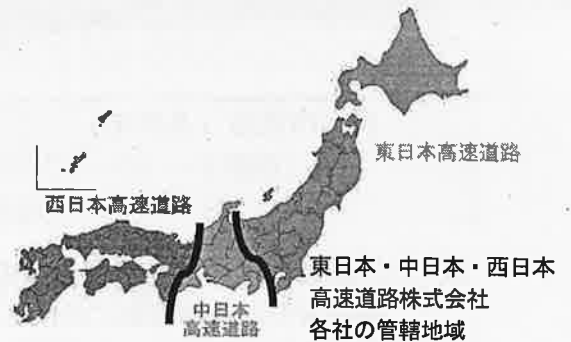 東日本高速道路
西日本高速道路
中日本
高速道路
東日本・中日本・西日本
高速道路株式会社
各社の管轄地域